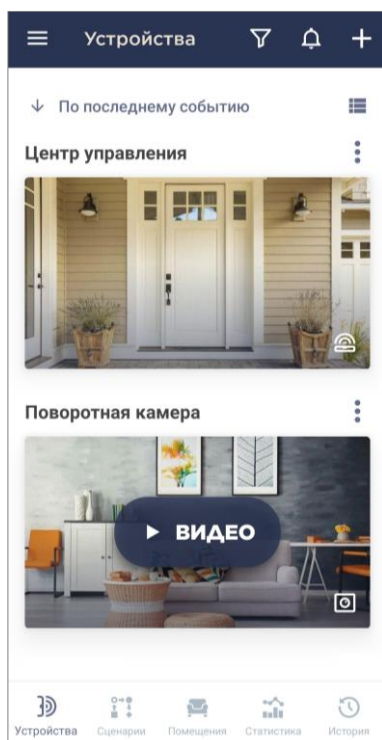 Устройства
По последнему событию
Центр управления
Поворотная камера
ВИДЕО
Устройства
Сценарии
Помещения
Статистика
История